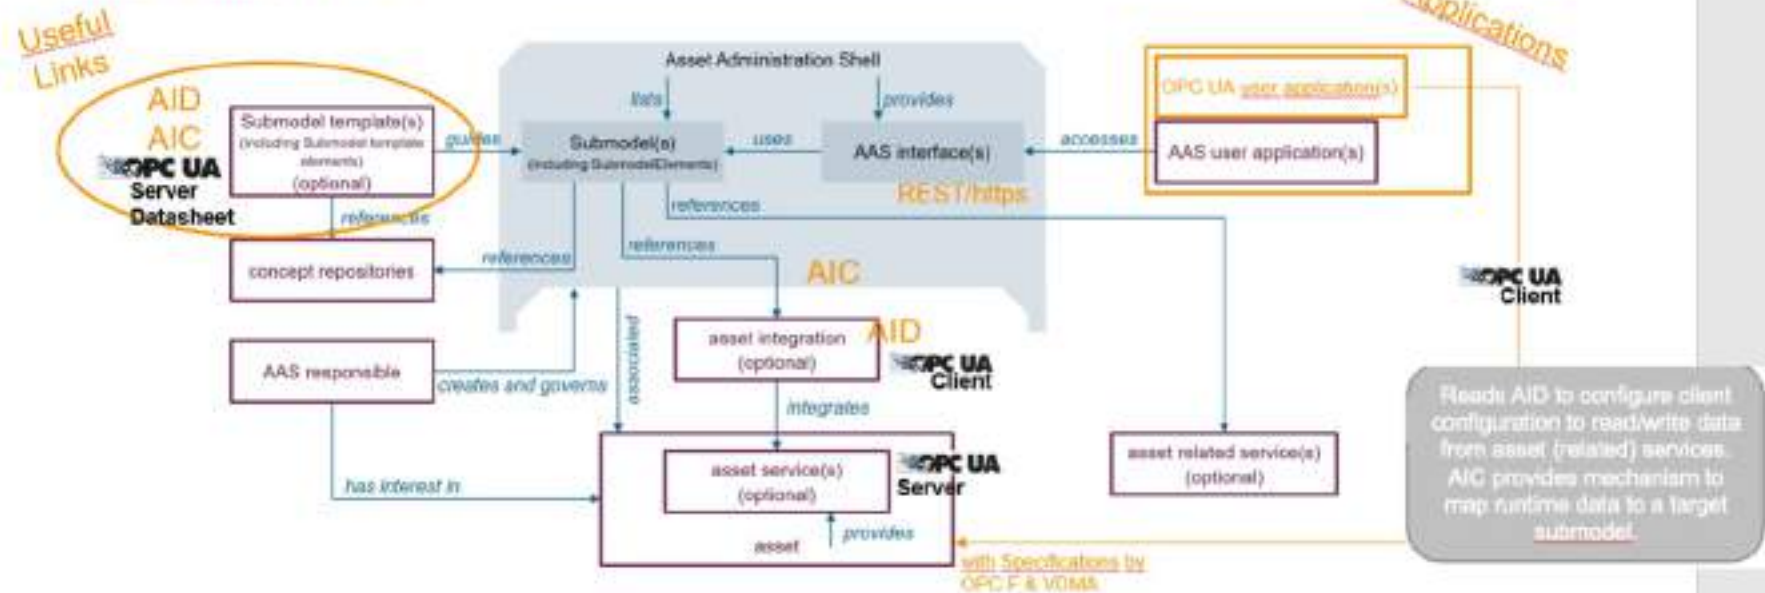 Useful
Links
Applications
Asset Administration Shell
lists
provides
OPC UA user application(s)
AID
AIC
OPC UA
Server
Datasheet
Submodel template(s)
(including Submodel template
elements)
(optional)
guides
Submodel(s)
(including SubmodelElements)
uses
AAS interface(s)
accesses
AAS user application(s)
REST/https
references
references
references
references
concept repositories
AIC
OPC UA
Client
AAS responsible
creates and governs
associated
asset integration
(optional)
AID
OPC UA
Client
integrates
has interest in
asset service(s)
(optional)
OPC UA
Server
asset
provides
asset related service(s)
(optional)
Reads AID to configure client
configuration to read/write data
from asset (related) services.
AIC provides mechanism to
map runtime data to a target
submodel.
with Specifications by
OPC F & VDMA